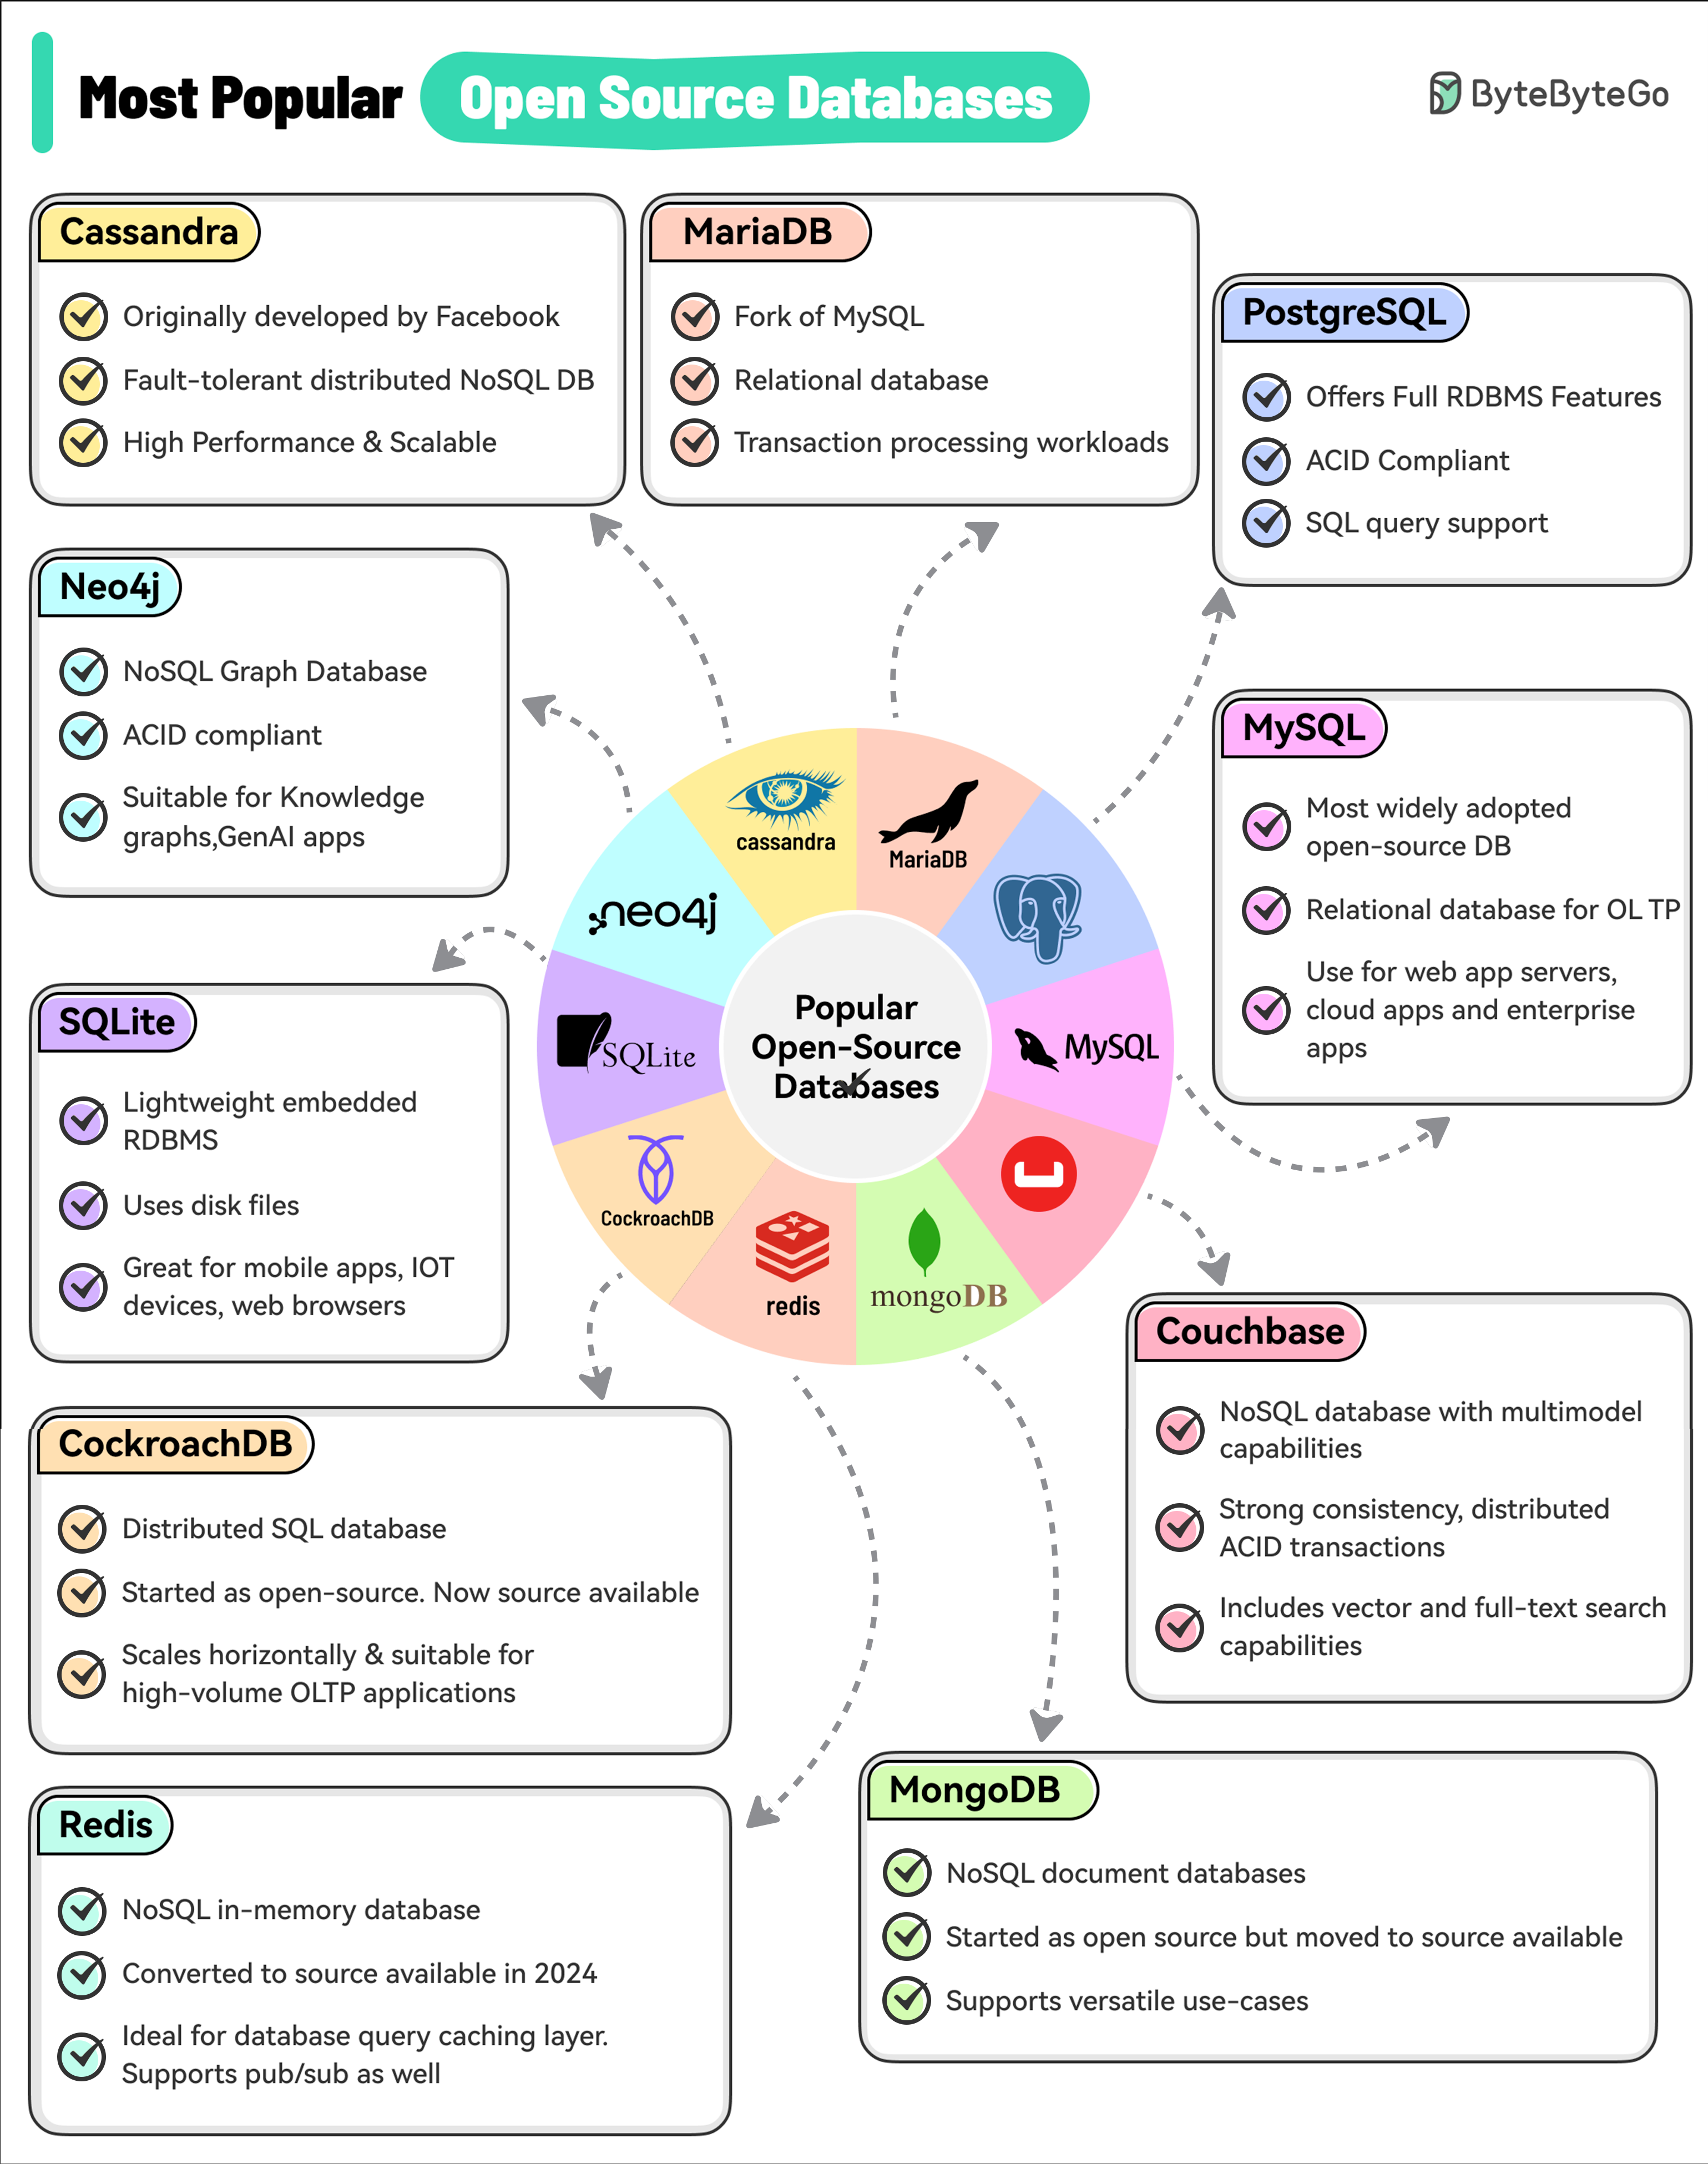 Most Popular Open Source Databases
ByteByteGo
Cassandra
Originally developed by Facebook
Fault-tolerant distributed NoSQL DB
High Performance & Scalable
MariaDB
Fork of MySQL
Relational database
Transaction processing workloads
PostgreSQL
Offers Full RDBMS Features
ACID Compliant
SQL query support
Neo4j
NoSQL Graph Database
ACID compliant
Suitable for Knowledge
graphs,GenAI apps
MySQL
Most widely adopted
open-source DB
Relational database for OL TP
Use for web app servers,
cloud apps and enterprise
apps
cassandra
MariaDB
neo4j
SQLite
MySQL
CockroachDB
redis
mongoDB
Popular
Open-Source
Databases
SQLite
Lightweight embedded
RDBMS
Uses disk files
Great for mobile apps, IOT
devices, web browsers
Couchbase
NoSQL database with multimodel
capabilities
Strong consistency, distributed
ACID transactions
Includes vector and full-text search
capabilities
CockroachDB
Distributed SQL database
Started as open-source. Now source available
Scales horizontally & suitable for
high-volume OLTP applications
Redis
NoSQL in-memory database
Converted to source available in 2024
Ideal for database query caching layer.
Supports pub/sub as well
MongoDB
NoSQL document databases
Started as open source but moved to source available
Supports versatile use-cases